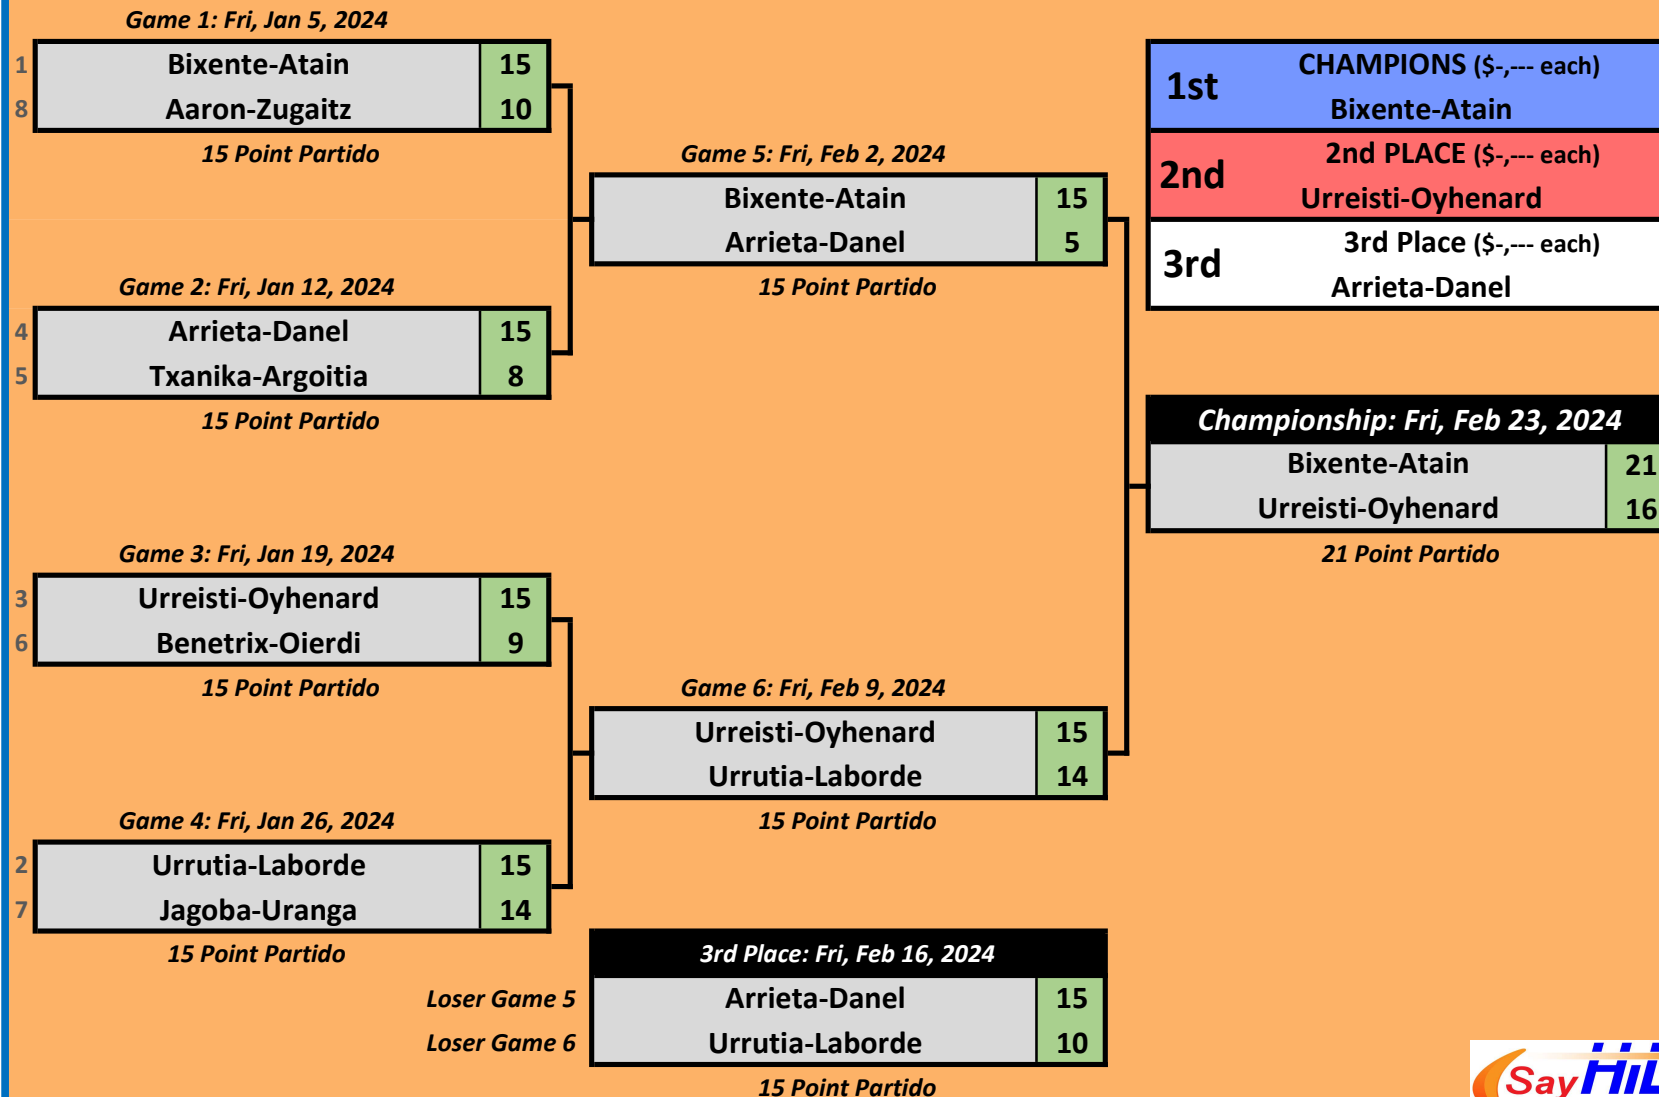 Game 1: Fri, Jan 5, 2024
1 Bixente-Atain 15
8 Aaron-Zugaitz 10
15 Point Partido
Game 2: Fri, Jan 12, 2024
4 Arrieta-Danel 15
5 Txanika-Argoitia 8
15 Point Partido
Game 3: Fri, Jan 19, 2024
3 Urreisti-Oyhenard 15
6 Benetrix-Oierdi 9
15 Point Partido
Game 4: Fri, Jan 26, 2024
2 Urrutia-Laborde 15
7 Jagoba-Uranga 14
15 Point Partido
Game 5: Fri, Feb 2, 2024
Bixente-Atain 15
Arrieta-Danel 5
15 Point Partido
Game 6: Fri, Feb 9, 2024
Urreisti-Oyhenard 15
Urrutia-Laborde 14
15 Point Partido
3rd Place: Fri, Feb 16, 2024
Loser Game 5 Arrieta-Danel 15
Loser Game 6 Urrutia-Laborde 10
15 Point Partido
1st CHAMPIONS ($-,--- each)
Bixente-Atain
2nd 2nd PLACE ($-,--- each)
Urreisti-Oyhenard
3rd 3rd Place ($-,--- each)
Arrieta-Danel
Championship: Fri, Feb 23, 2024
Bixente-Atain 21
Urreisti-Oyhenard 16
21 Point Partido
Say